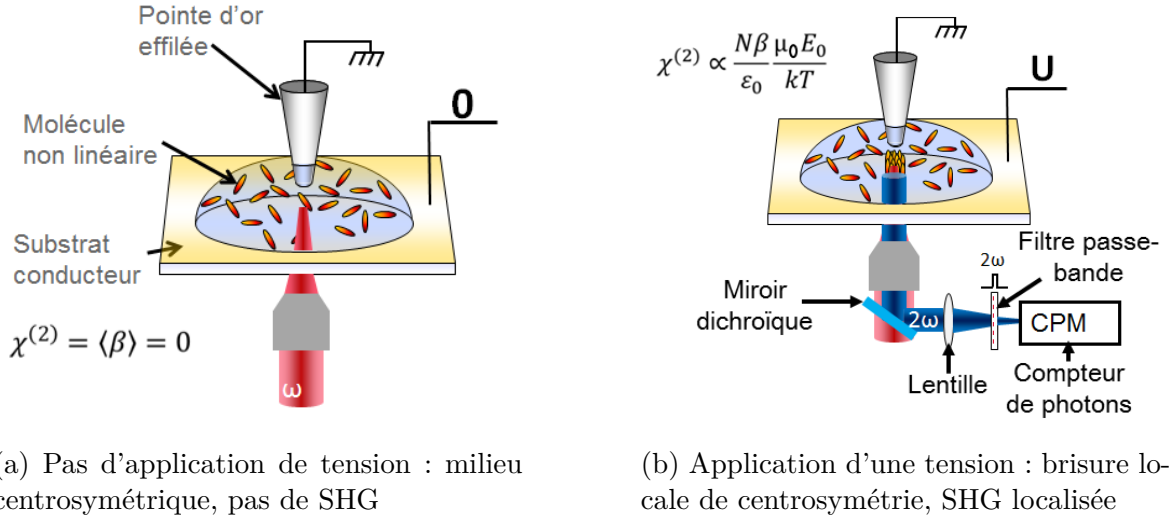 Pointe d'or
effilée
0
Molécule
non linéaire
Substrat
conducteur
χ⁽²⁾ = ⟨β⟩ = 0
ω
(a) Pas d'application de tension : milieu
centrosymétrique, pas de SHG
χ⁽²⁾ ∝ Nβ/ε₀ μ₀E₀/kT
U
Filtre passe-
bande
2ω
Miroir
dichroïque
2ω
CPM
Lentille
Compteur
de photons
(b) Application d'une tension : brisure lo-
cale de centrosymétrie, SHG localisée